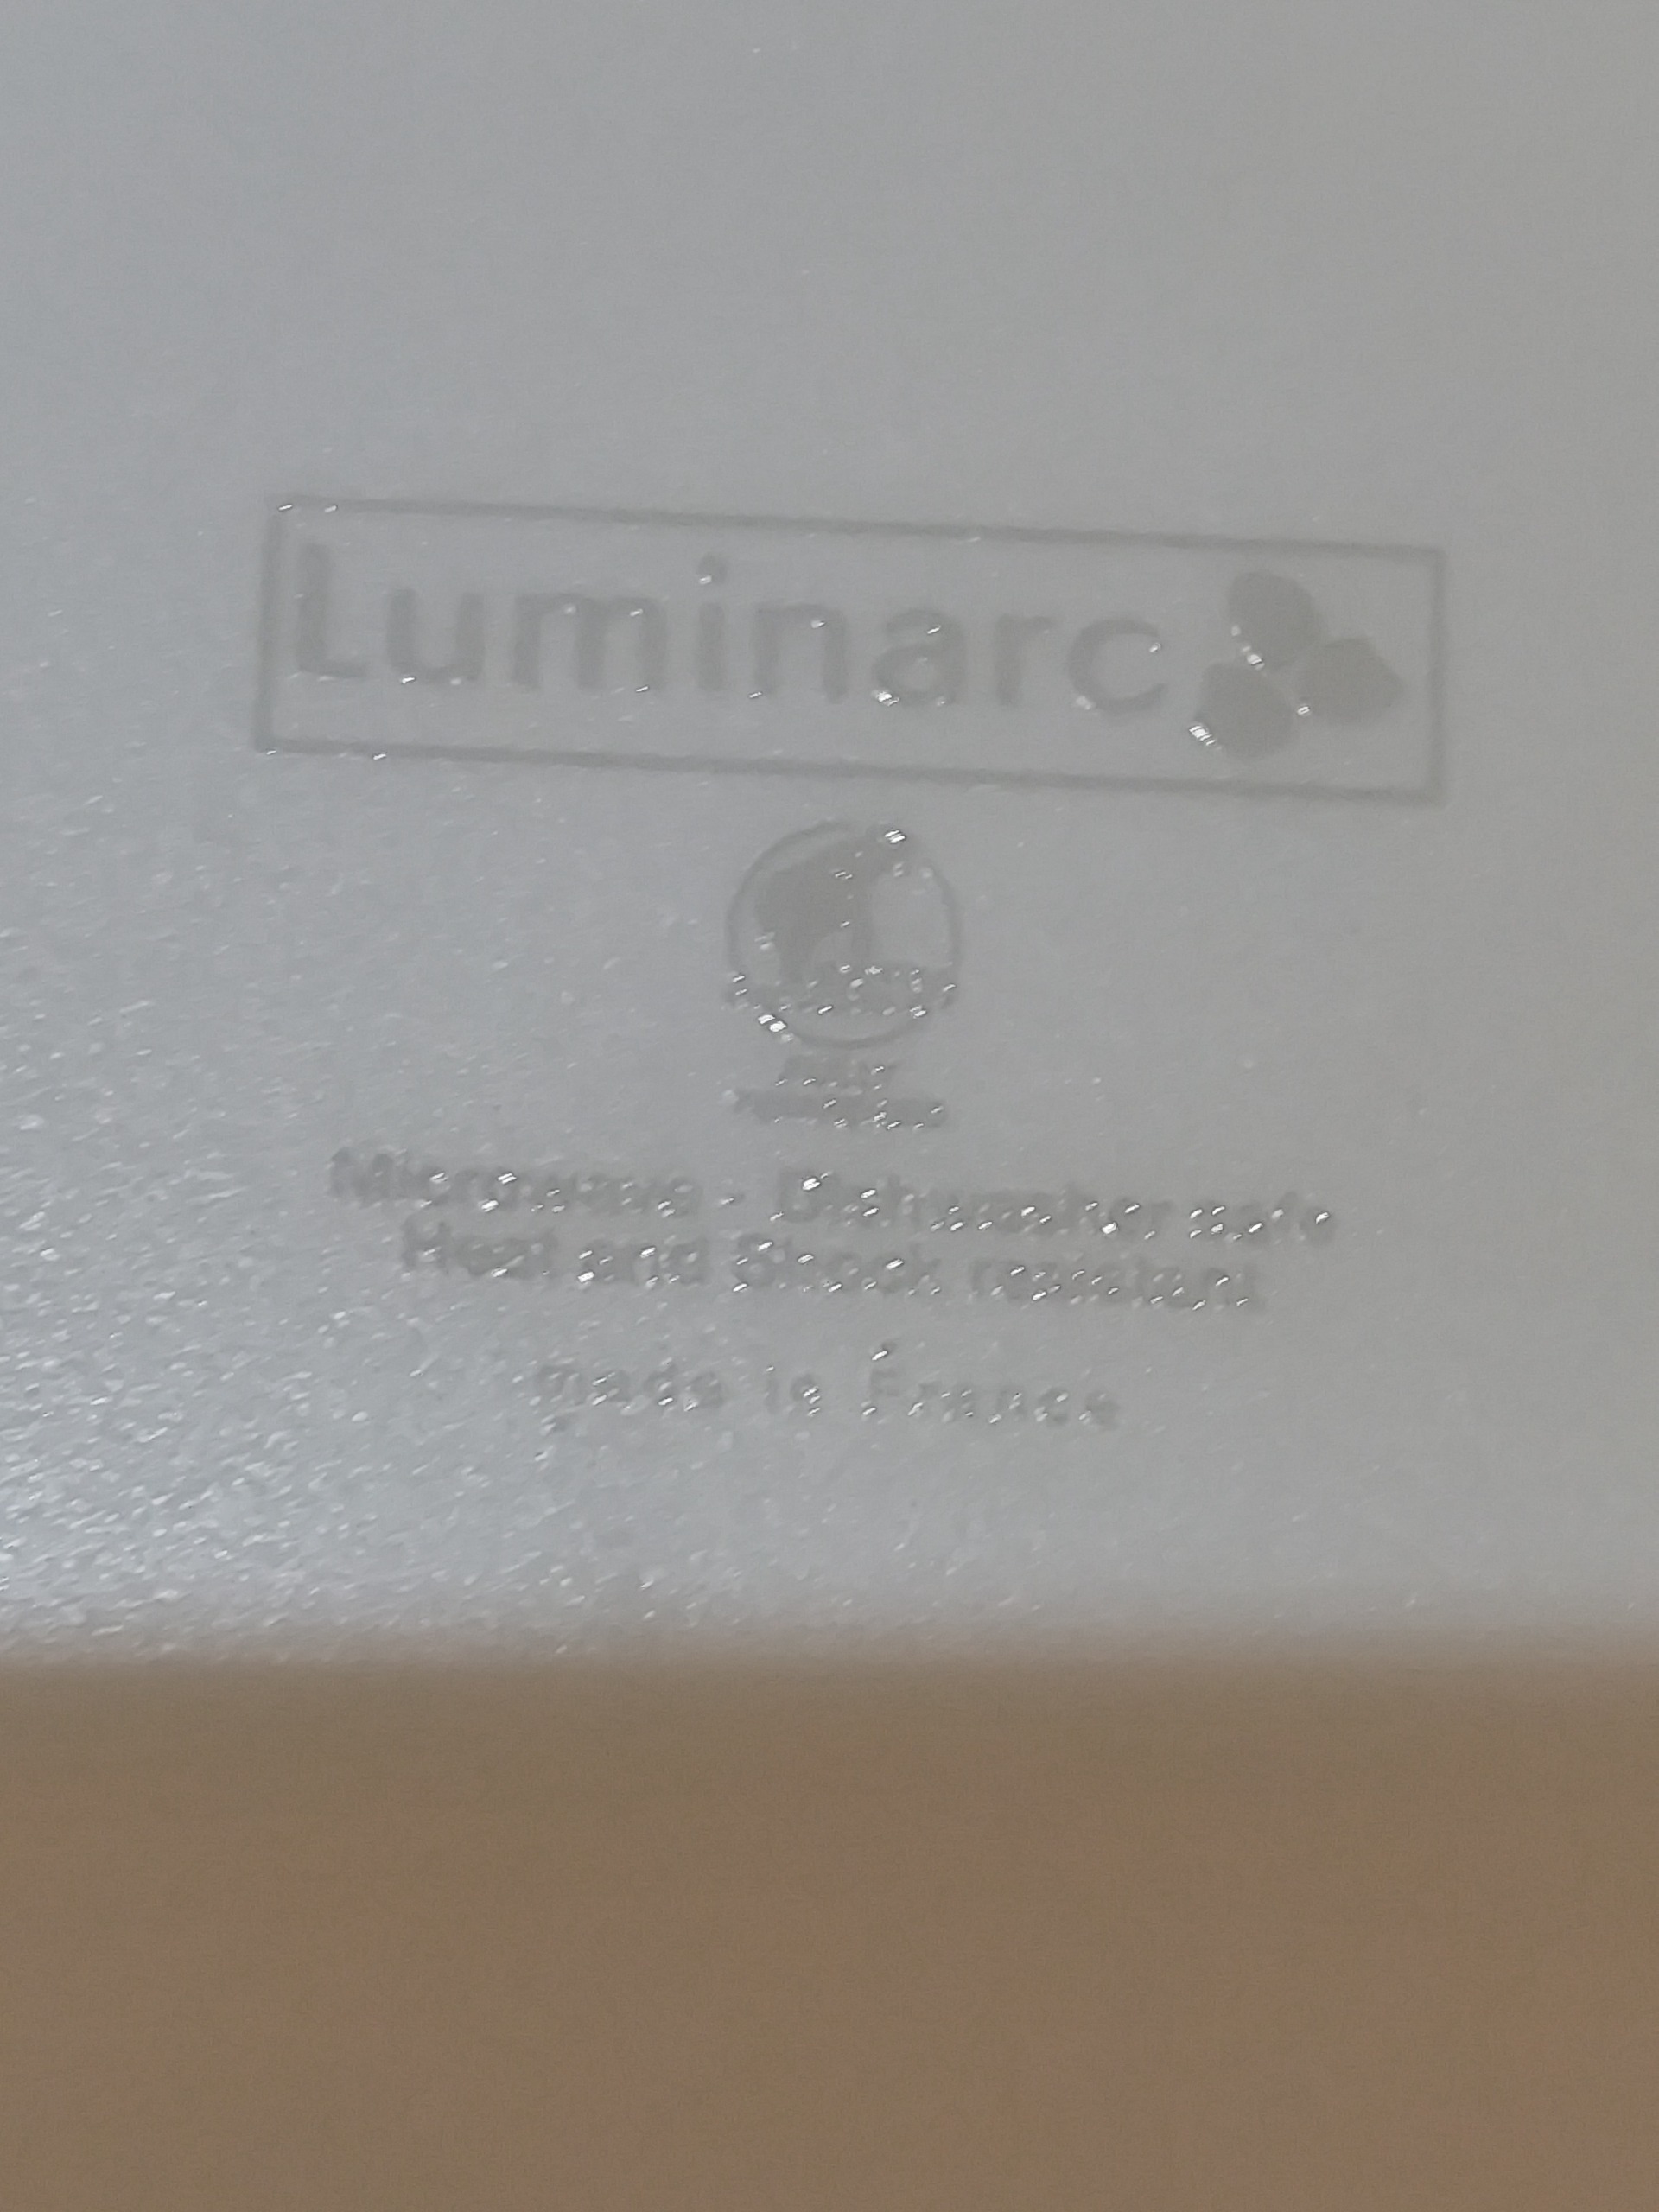 Luminarc
Microwave - Dishwasher safe
Heat and Shock resistant
made in France